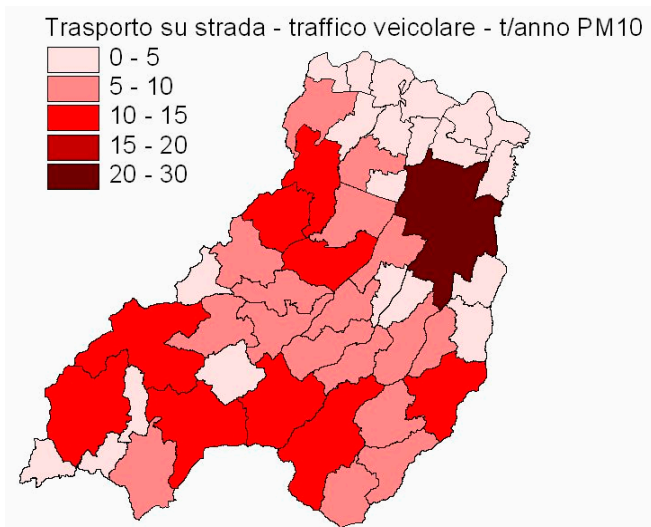 Trasporto su strada - traffico veicolare - t/anno PM10
0 - 5
5 - 10
10 - 15
15 - 20
20 - 30